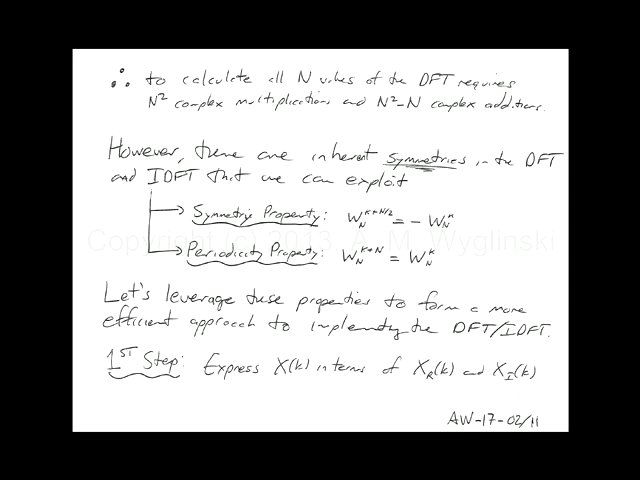 ∴ to calculate all N values of the DFT requires
N² complex multiplications and N²-N complex additions.
However, there are inherent symmetries in the DFT
and IDFT that we can exploit
Symmetry Property: W_N^{k+N/2} = - W_N^k
Copyright (c) 2013, A. M. Wyglinski
Periodicity Property: W_N^{k+N} = W_N^k
Let's leverage these properties to form a more
efficient approach to implementing the DFT/IDFT.
1ST Step: Express X(k) in terms of X_R(k) and X_I(k)
AW-17-02/11